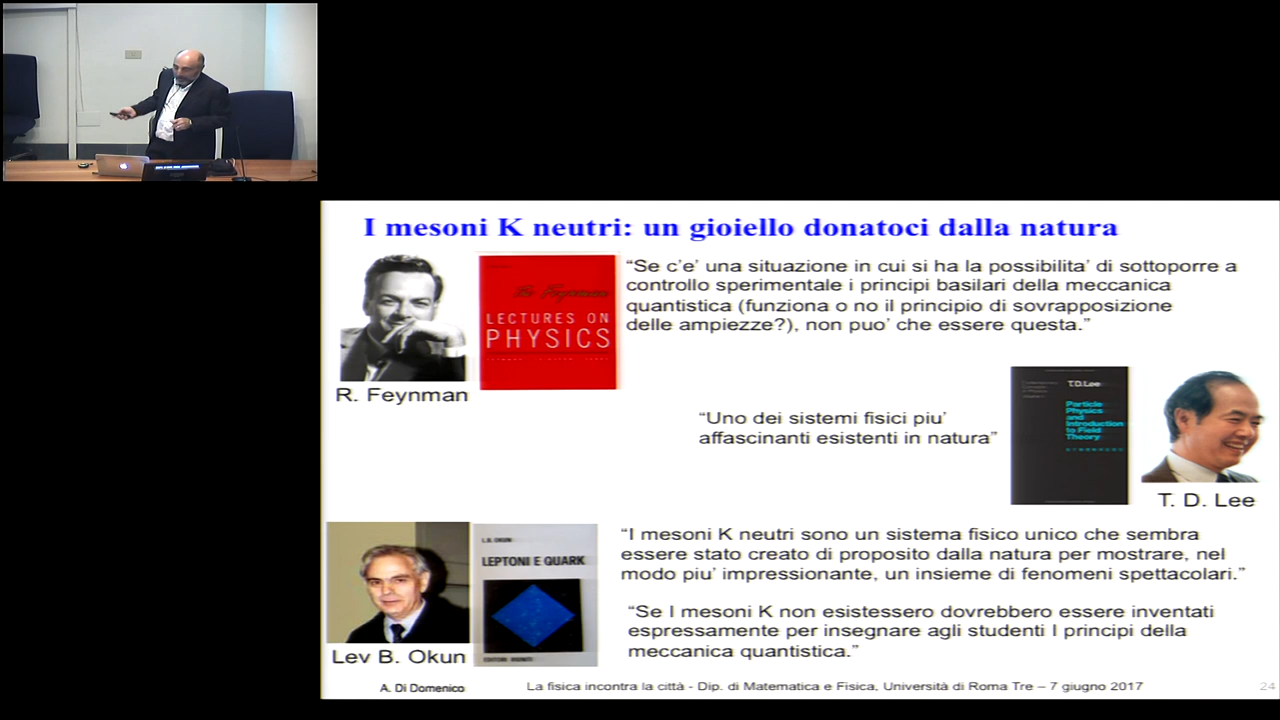 I mesoni K neutri: un gioiello donatoci dalla natura
“Se c’e’ una situazione in cui si ha la possibilita’ di sottoporre a
controllo sperimentale i principi basilari della meccanica
quantistica (funziona o no il principio di sovrapposizione
delle ampiezze?), non puo’ che essere questa.”
LECTURES ON
PHYSICS
R. Feynman
“Uno dei sistemi fisici piu’
affascinanti esistenti in natura”
T.D.Lee
Particle
Physics
and
Introduction
to Field
Theory
T. D. Lee
“I mesoni K neutri sono un sistema fisico unico che sembra
essere stato creato di proposito dalla natura per mostrare, nel
modo piu’ impressionante, un insieme di fenomeni spettacolari.”
L.B. OKUN
LEPTONI E QUARK
EDITORI RIUNITI
“Se I mesoni K non esistessero dovrebbero essere inventati
espressamente per insegnare agli studenti I principi della
meccanica quantistica.”
Lev B. Okun
A. Di Domenico
La fisica incontra la città - Dip. di Matematica e Fisica, Università di Roma Tre – 7 giugno 2017
24